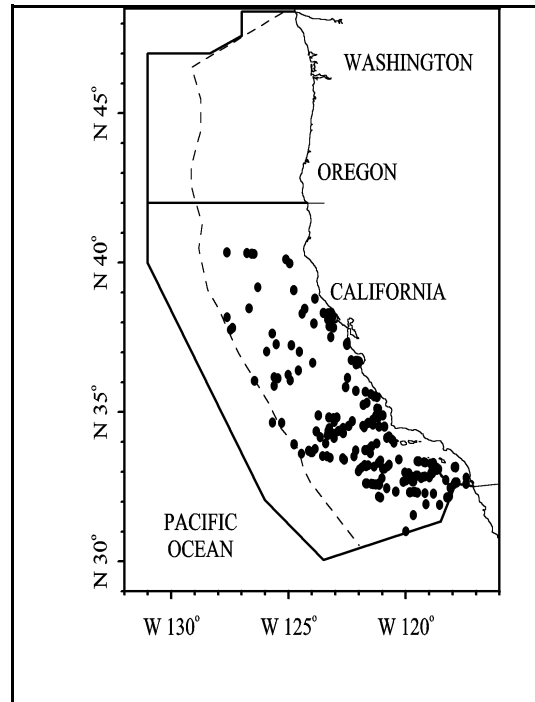 WASHINGTON
N 45°
OREGON
N 40°
CALIFORNIA
N 35°
PACIFIC
OCEAN
N 30°
W 130° W 125° W 120°